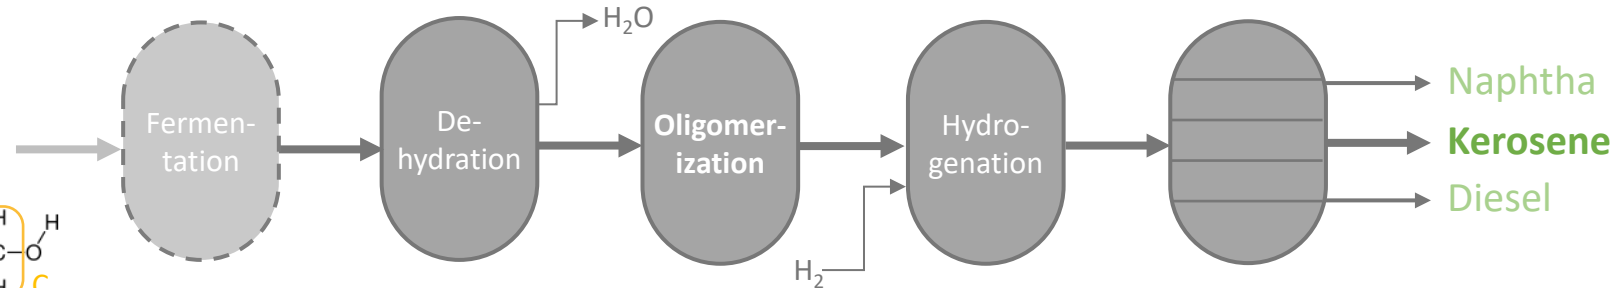 H₂O
Fermen-
tation
De-
hydration
Oligomer-
ization
Hydro-
genation
Naphtha
Kerosene
Diesel
H₂
H
H
C–O
H
C